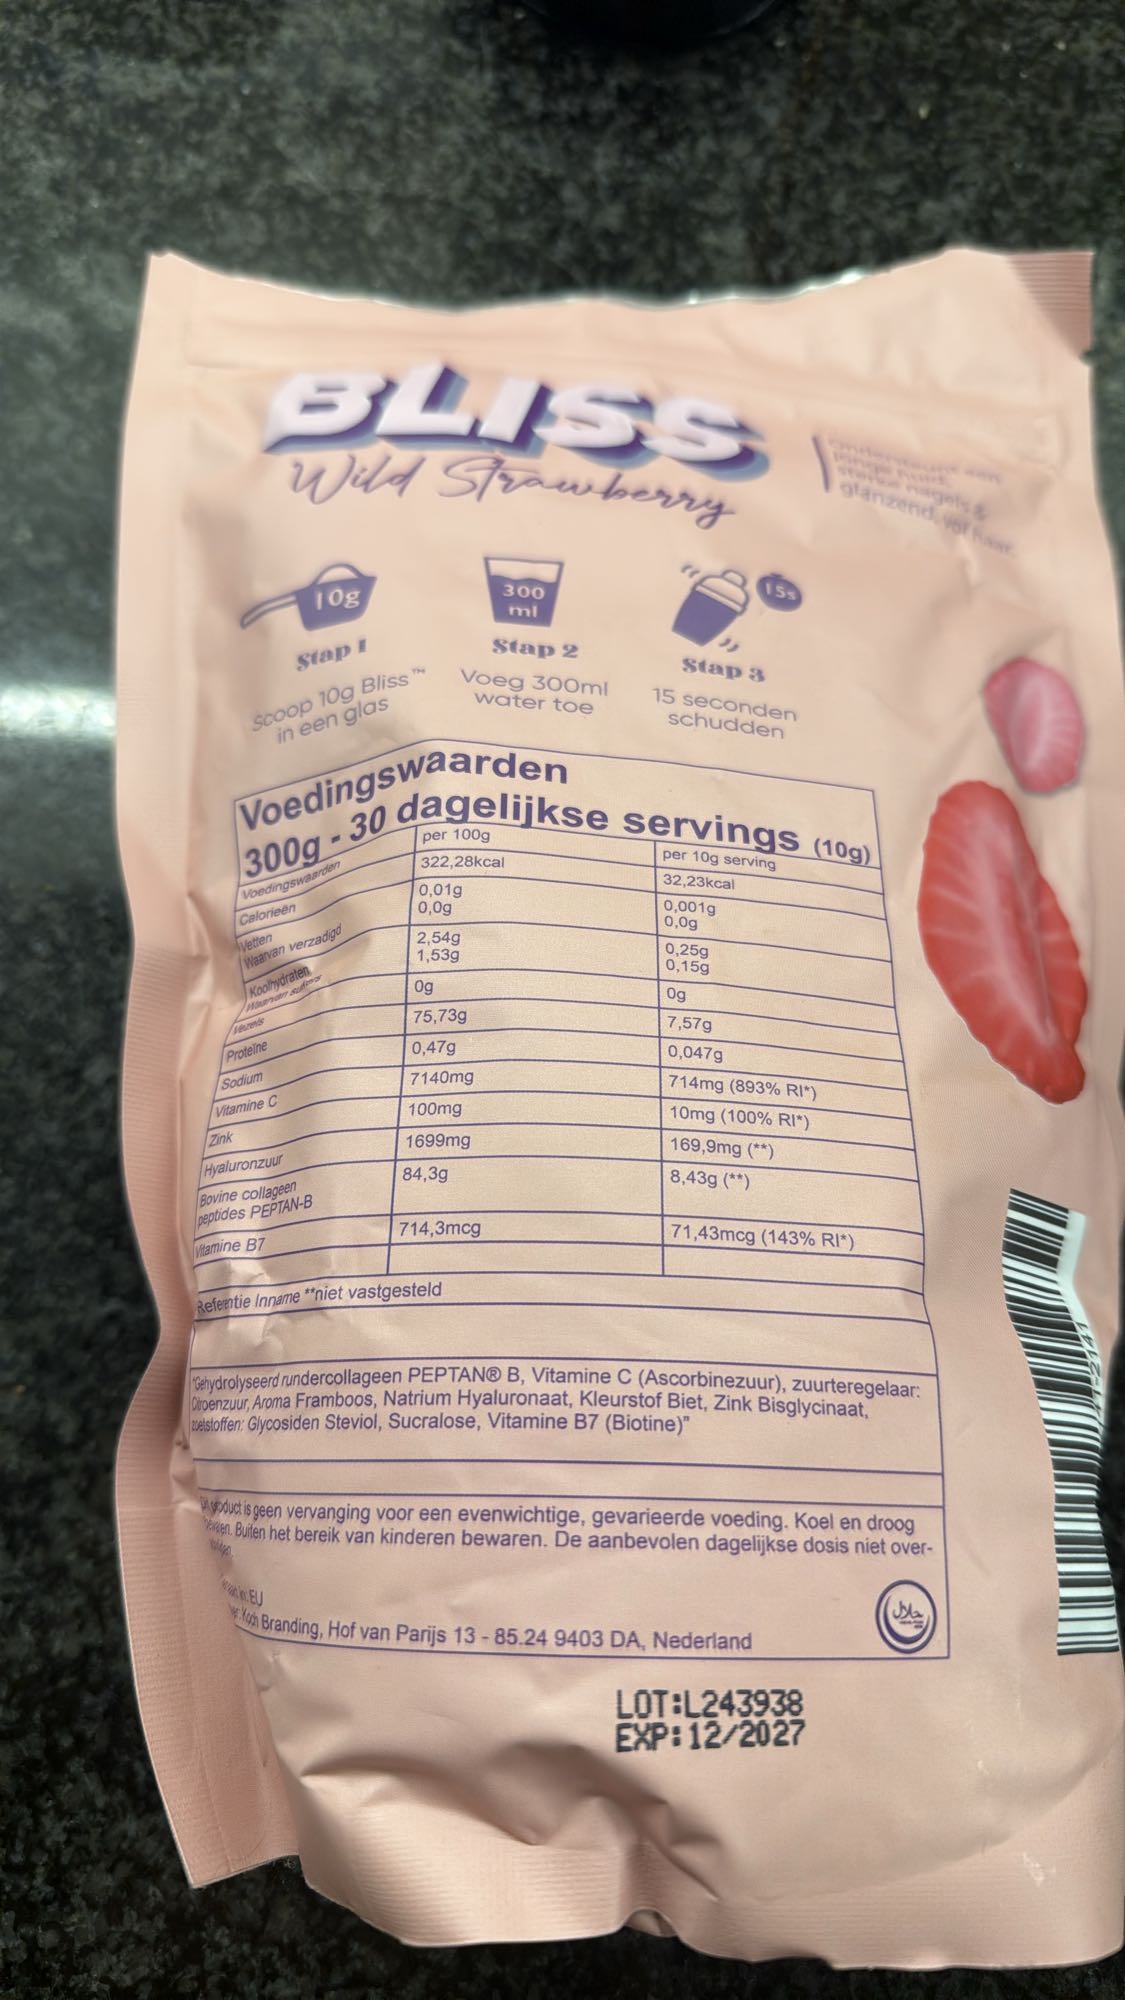 BLISS
Wild Strawberry
sterke nagels &
glanzend, vol haar.
10g
300
ml
15s
Stap 1
Stap 2
Stap 3
Scoop 10g Bliss™
in een glas
Voeg 300ml
water toe
15 seconden
schudden
Voedingswaarden
300g - 30 dagelijkse servings (10g)
Voedingswaarden per 100g per 10g serving
Calorieën 322,28kcal 32,23kcal
Vetten 0,01g 0,001g
Waarvan verzadigd 0,0g 0,0g
Koolhydraten 2,54g 0,25g
Waarvan suikers 1,53g 0,15g
Vezels 0g 0g
Proteïne 75,73g 7,57g
Sodium 0,47g 0,047g
Vitamine C 7140mg 714mg (893% RI*)
Zink 100mg 10mg (100% RI*)
Hyaluronzuur 1699mg 169,9mg (**)
Bovine collageen
peptides PEPTAN-B 84,3g 8,43g (**)
Vitamine B7 714,3mcg 71,43mcg (143% RI*)
Referentie Inname **niet vastgesteld
"Gehydrolyseerd rundercollageen PEPTAN® B, Vitamine C (Ascorbinezuur), zuurteregelaar:
Citroenzuur, Aroma Framboos, Natrium Hyaluronaat, Kleurstof Biet, Zink Bisglycinaat,
zoetstoffen: Glycosiden Steviol, Sucralose, Vitamine B7 (Biotine)"
product is geen vervanging voor een evenwichtige, gevarieerde voeding. Koel en droog
bewaren. Buiten het bereik van kinderen bewaren. De aanbevolen dagelijkse dosis niet over-
in: EU
Koch Branding, Hof van Parijs 13 - 85.24 9403 DA, Nederland
حلال
LOT:L243938
EXP:12/2027